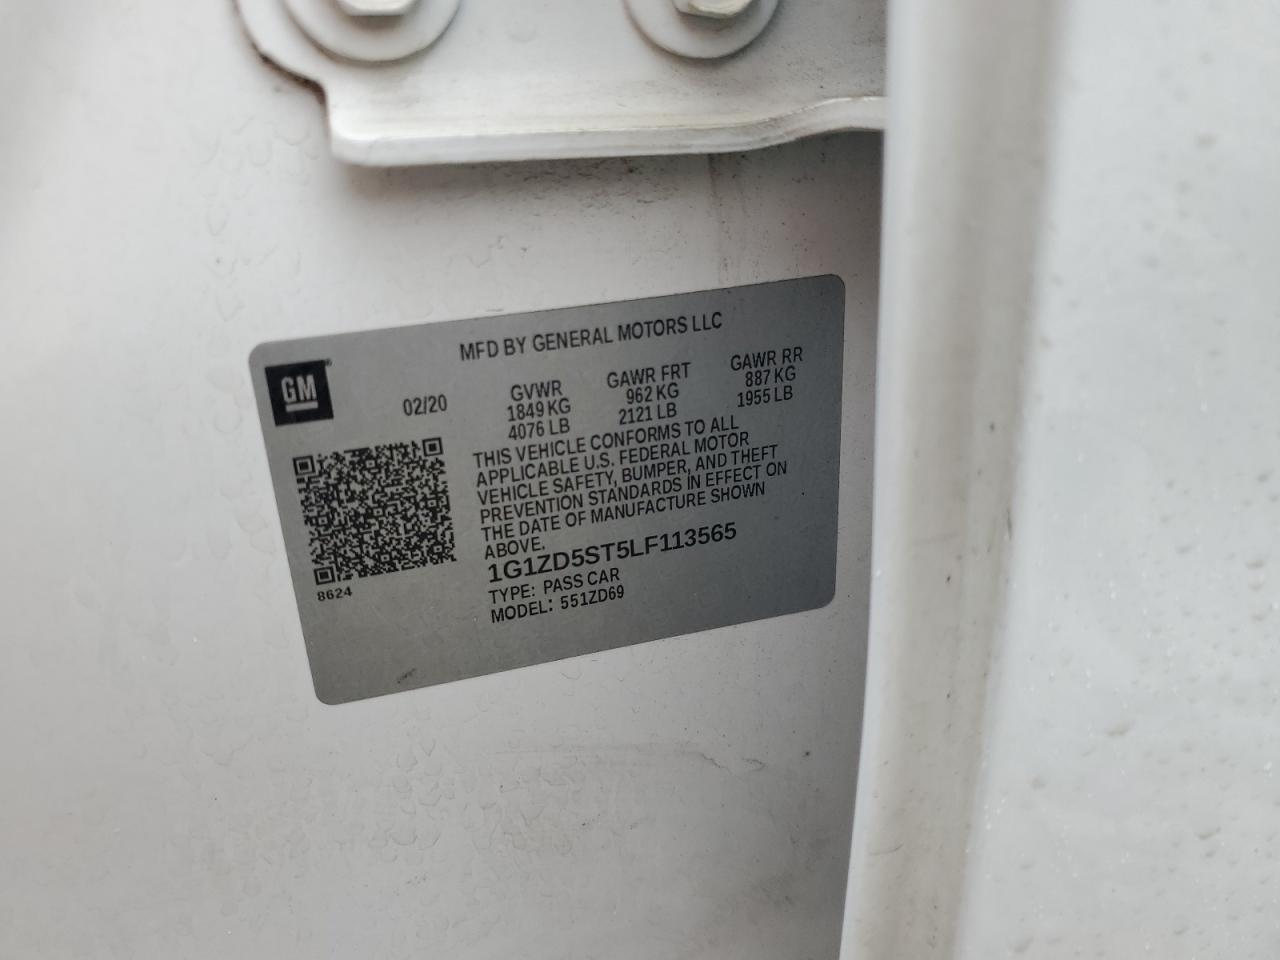 MFD BY GENERAL MOTORS LLC
GM
02/20
GVWR
1849 KG
4076 LB
GAWR FRT
962 KG
2121 LB
GAWR RR
887 KG
1955 LB
THIS VEHICLE CONFORMS TO ALL
APPLICABLE U.S. FEDERAL MOTOR
VEHICLE SAFETY, BUMPER, AND THEFT
PREVENTION STANDARDS IN EFFECT ON
THE DATE OF MANUFACTURE SHOWN
ABOVE.
1G1ZD5ST5LF113565
TYPE: PASS CAR
MODEL: 551ZD69
8624